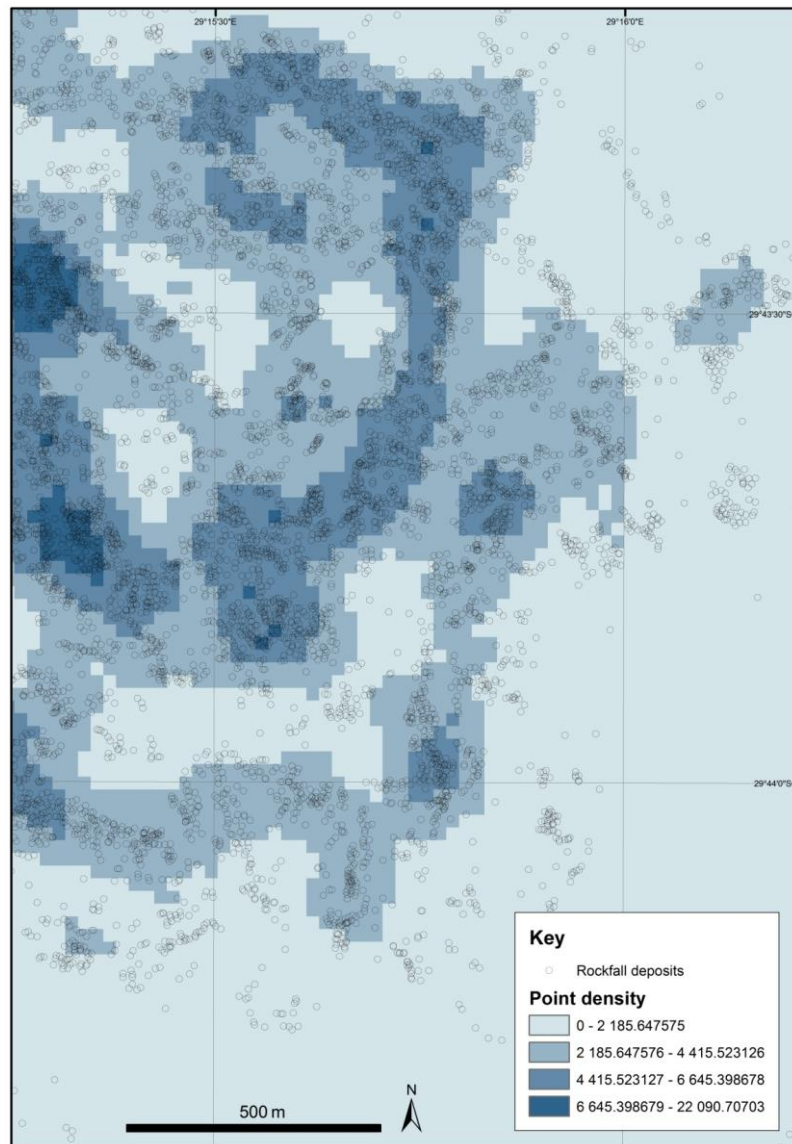 29°15'30"E
29°16'0"E
29°43'30"S
29°44'0"S
Key
Rockfall deposits
Point density
0 - 2 185.647575
2 185.647576 - 4 415.523126
4 415.523127 - 6 645.398678
6 645.398679 - 22 090.70703
500 m
N